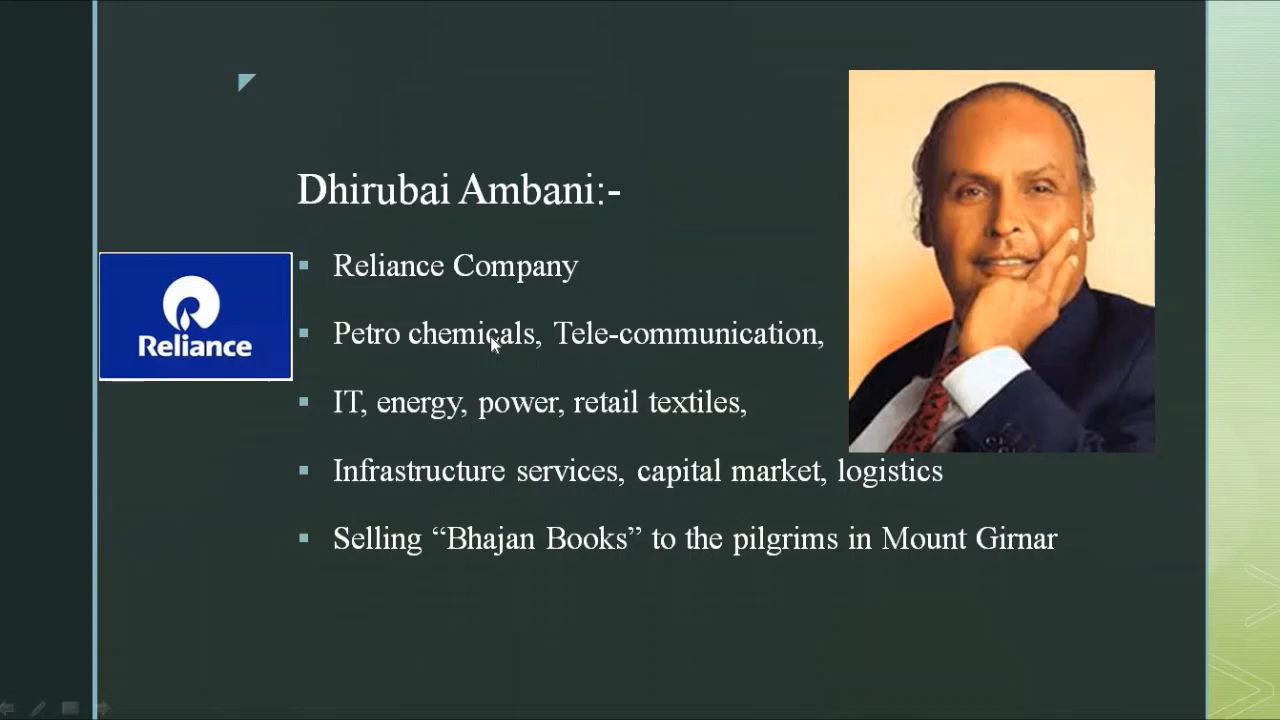 Dhirubai Ambani:-
Reliance
Reliance Company
Petro chemicals, Tele-communication,
IT, energy, power, retail textiles,
Infrastructure services, capital market, logistics
Selling “Bhajan Books” to the pilgrims in Mount Girnar